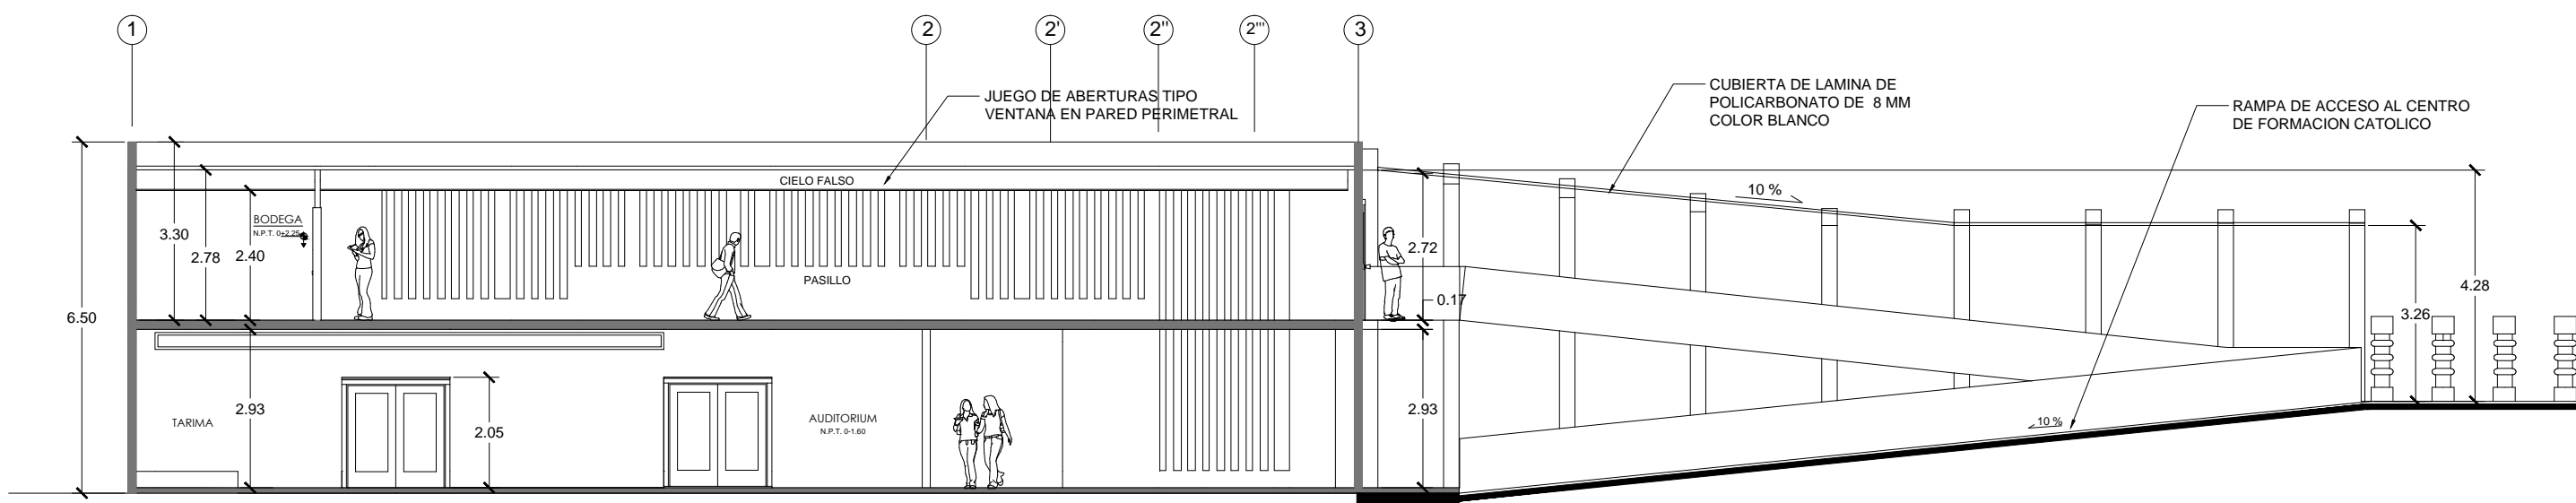 1
2
2'
2"
2"'
3
JUEGO DE ABERTURAS TIPO
VENTANA EN PARED PERIMETRAL
CUBIERTA DE LAMINA DE
POLICARBONATO DE 8 MM
COLOR BLANCO
RAMPA DE ACCESO AL CENTRO
DE FORMACION CATOLICO
CIELO FALSO
10 %
BODEGA
N.P.T. 0+2.25
3.30
2.78
2.40
2.72
PASILLO
4.28
0.17
3.26
6.50
2.93
2.93
TARIMA
AUDITORIUM
N.P.T. 0-1.60
2.05
10 %